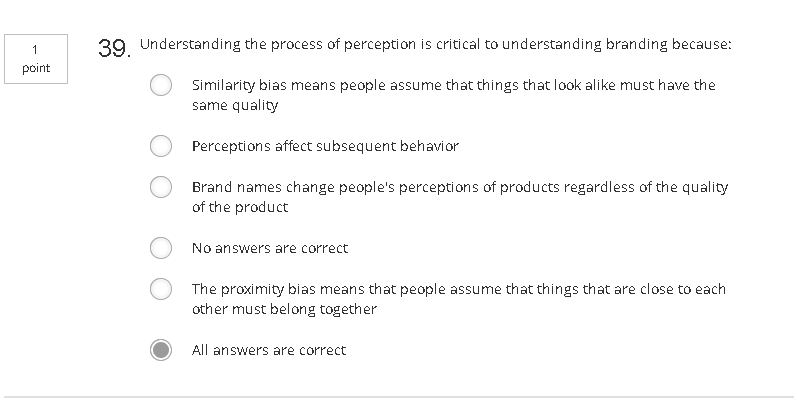 1
point
39. Understanding the process of perception is critical to understanding branding because:
Similarity bias means people assume that things that look alike must have the
same quality
Perceptions affect subsequent behavior
Brand names change people's perceptions of products regardless of the quality
of the product
No answers are correct
The proximity bias means that people assume that things that are close to each
other must belong together
All answers are correct